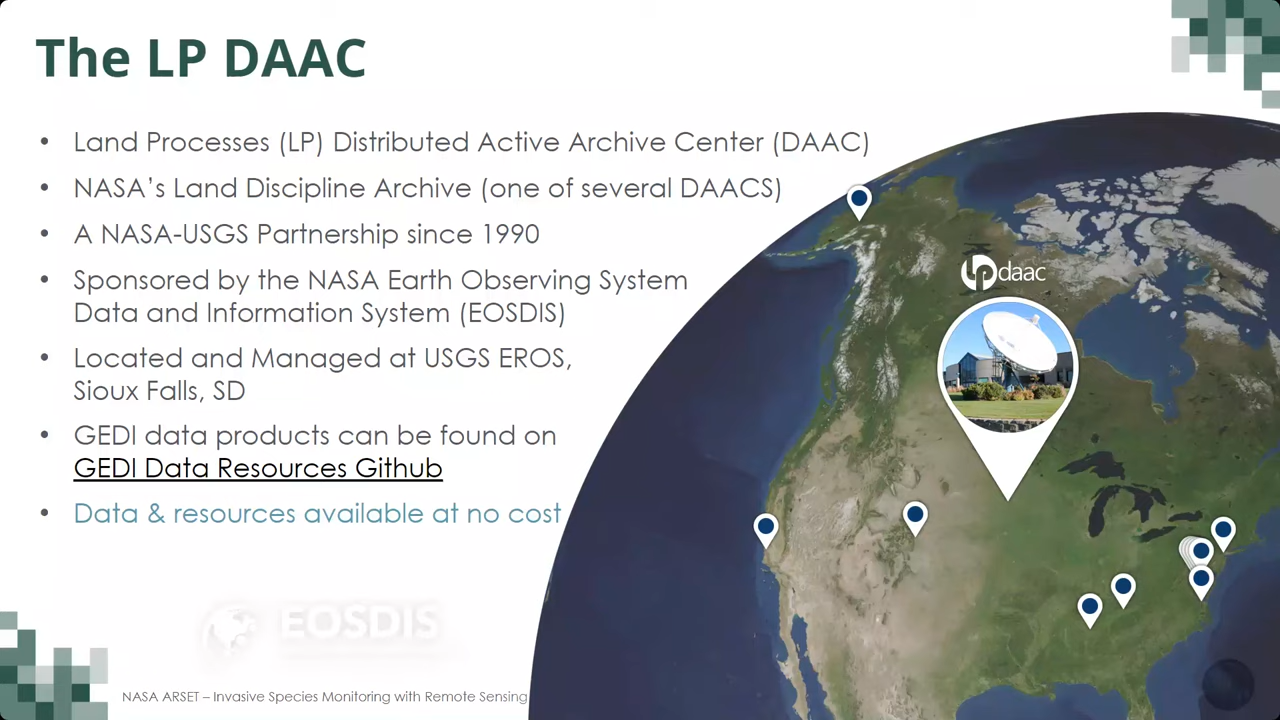 The LP DAAC
• Land Processes (LP) Distributed Active Archive Center (DAAC)
• NASA’s Land Discipline Archive (one of several DAACS)
• A NASA-USGS Partnership since 1990
• Sponsored by the NASA Earth Observing System
Data and Information System (EOSDIS)
• Located and Managed at USGS EROS,
Sioux Falls, SD
• GEDI data products can be found on
GEDI Data Resources Github
• Data & resources available at no cost
lpdaac
EOSDIS
NASA ARSET – Invasive Species Monitoring with Remote Sensing